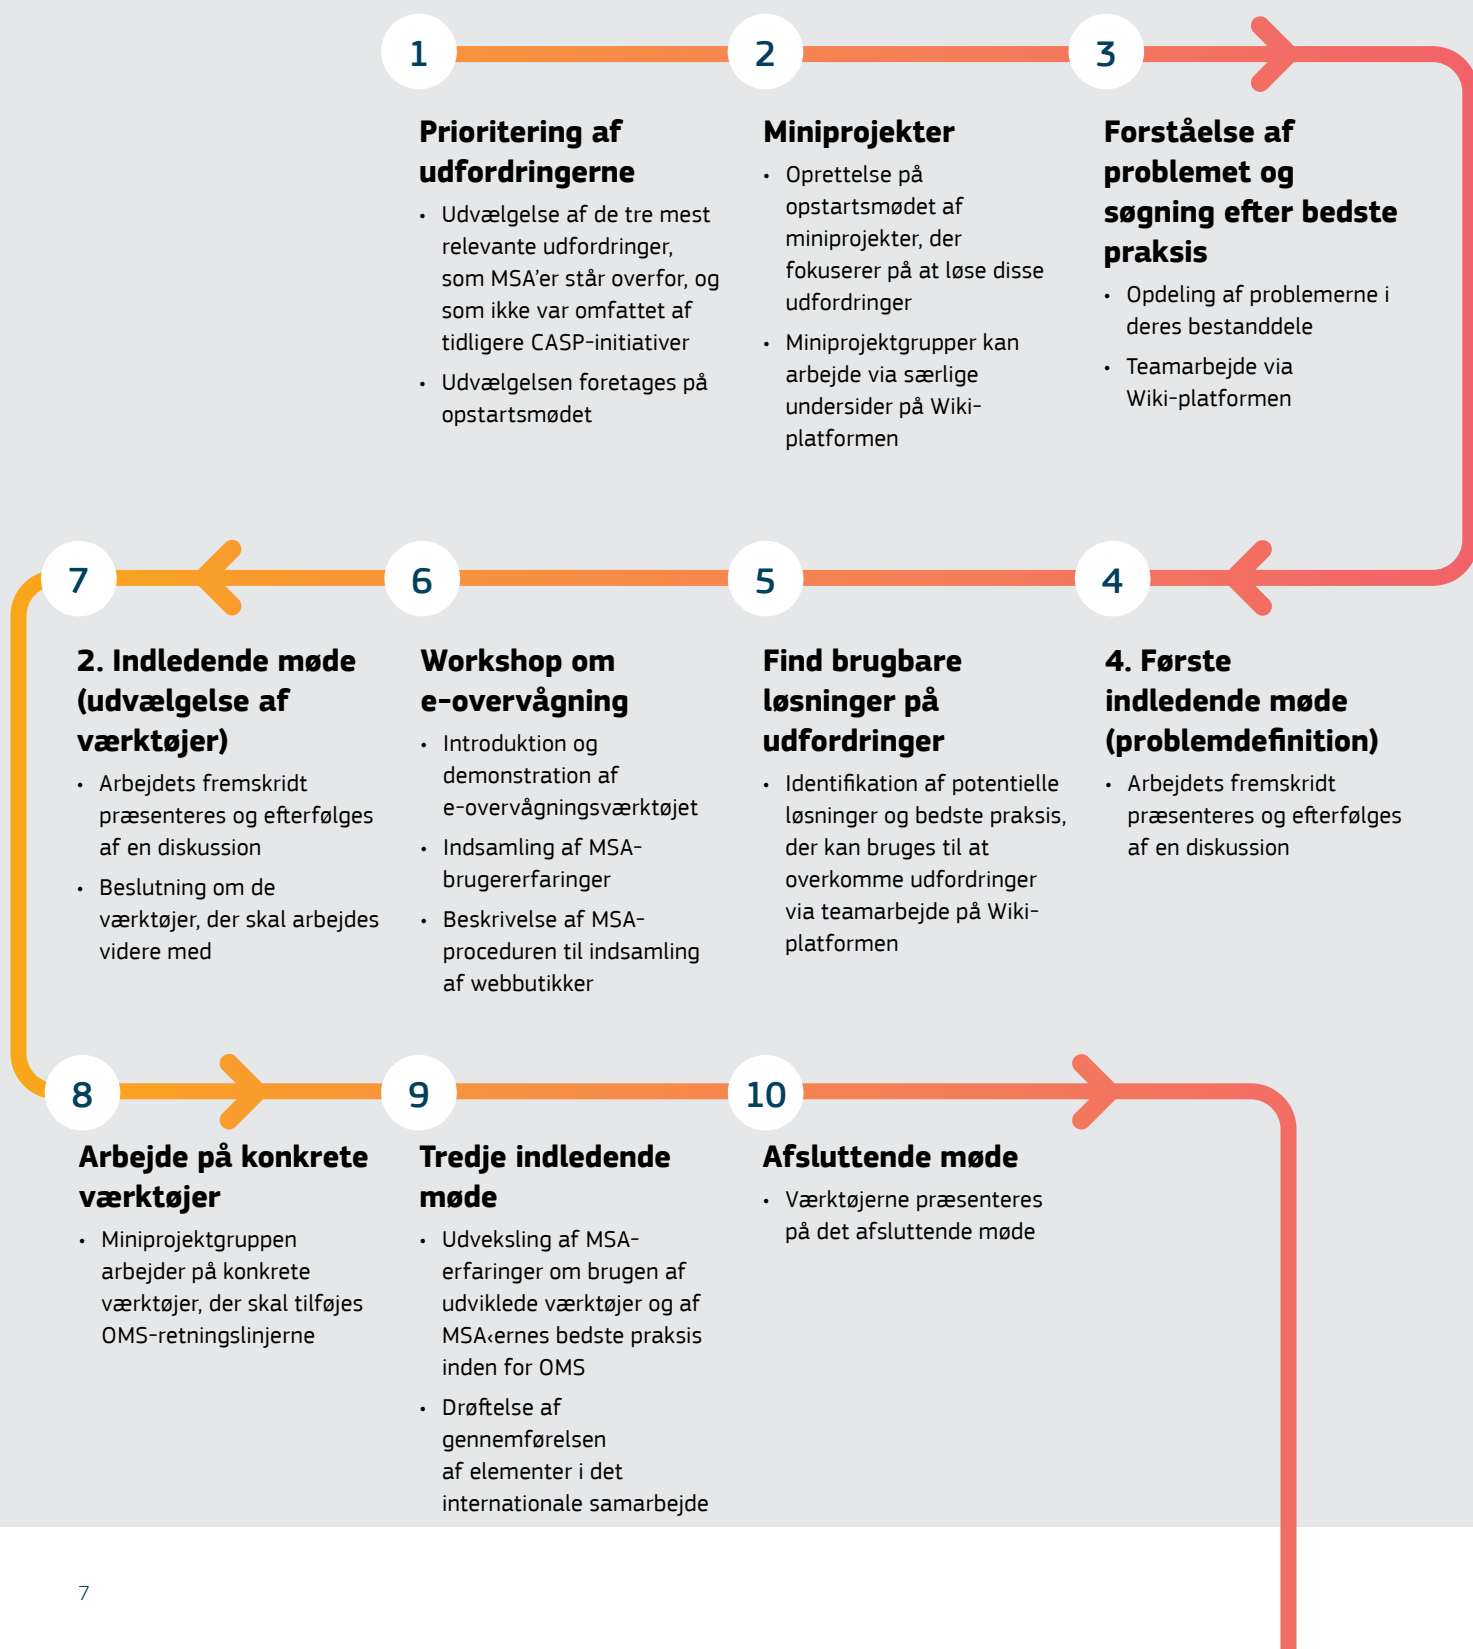 1
Prioritering af
udfordringerne
• Udvælgelse af de tre mest
relevante udfordringer,
som MSA’er står overfor, og
som ikke var omfattet af
tidligere CASP-initiativer
• Udvælgelsen foretages på
opstartsmødet
2
Miniprojekter
• Oprettelse på
opstartsmødet af
miniprojekter, der
fokuserer på at løse disse
udfordringer
• Miniprojektgrupper kan
arbejde via særlige
undersider på Wiki-
platformen
3
Forståelse af
problemet og
søgning efter bedste
praksis
• Opdeling af problemerne i
deres bestanddele
• Teamarbejde via
Wiki-platformen
4
4. Første
indledende møde
(problemdefinition)
• Arbejdets fremskridt
præsenteres og efterfølges
af en diskussion
5
Find brugbare
løsninger på
udfordringer
• Identifikation af potentielle
løsninger og bedste praksis,
der kan bruges til at
overkomme udfordringer
via teamarbejde på Wiki-
platformen
6
Workshop om
e-overvågning
• Introduktion og
demonstration af
e-overvågningsværktøjet
• Indsamling af MSA-
brugererfaringer
• Beskrivelse af MSA-
proceduren til indsamling
af webbutikker
7
2. Indledende møde
(udvælgelse af
værktøjer)
• Arbejdets fremskridt
præsenteres og efterfølges
af en diskussion
• Beslutning om de
værktøjer, der skal arbejdes
videre med
8
Arbejde på konkrete
værktøjer
• Miniprojektgruppen
arbejder på konkrete
værktøjer, der skal tilføjes
OMS-retningslinjerne
9
Tredje indledende
møde
• Udveksling af MSA-
erfaringer om brugen af
udviklede værktøjer og af
MSA‹ernes bedste praksis
inden for OMS
• Drøftelse af
gennemførelsen
af elementer i det
internationale samarbejde
10
Afsluttende møde
• Værktøjerne præsenteres
på det afsluttende møde
7